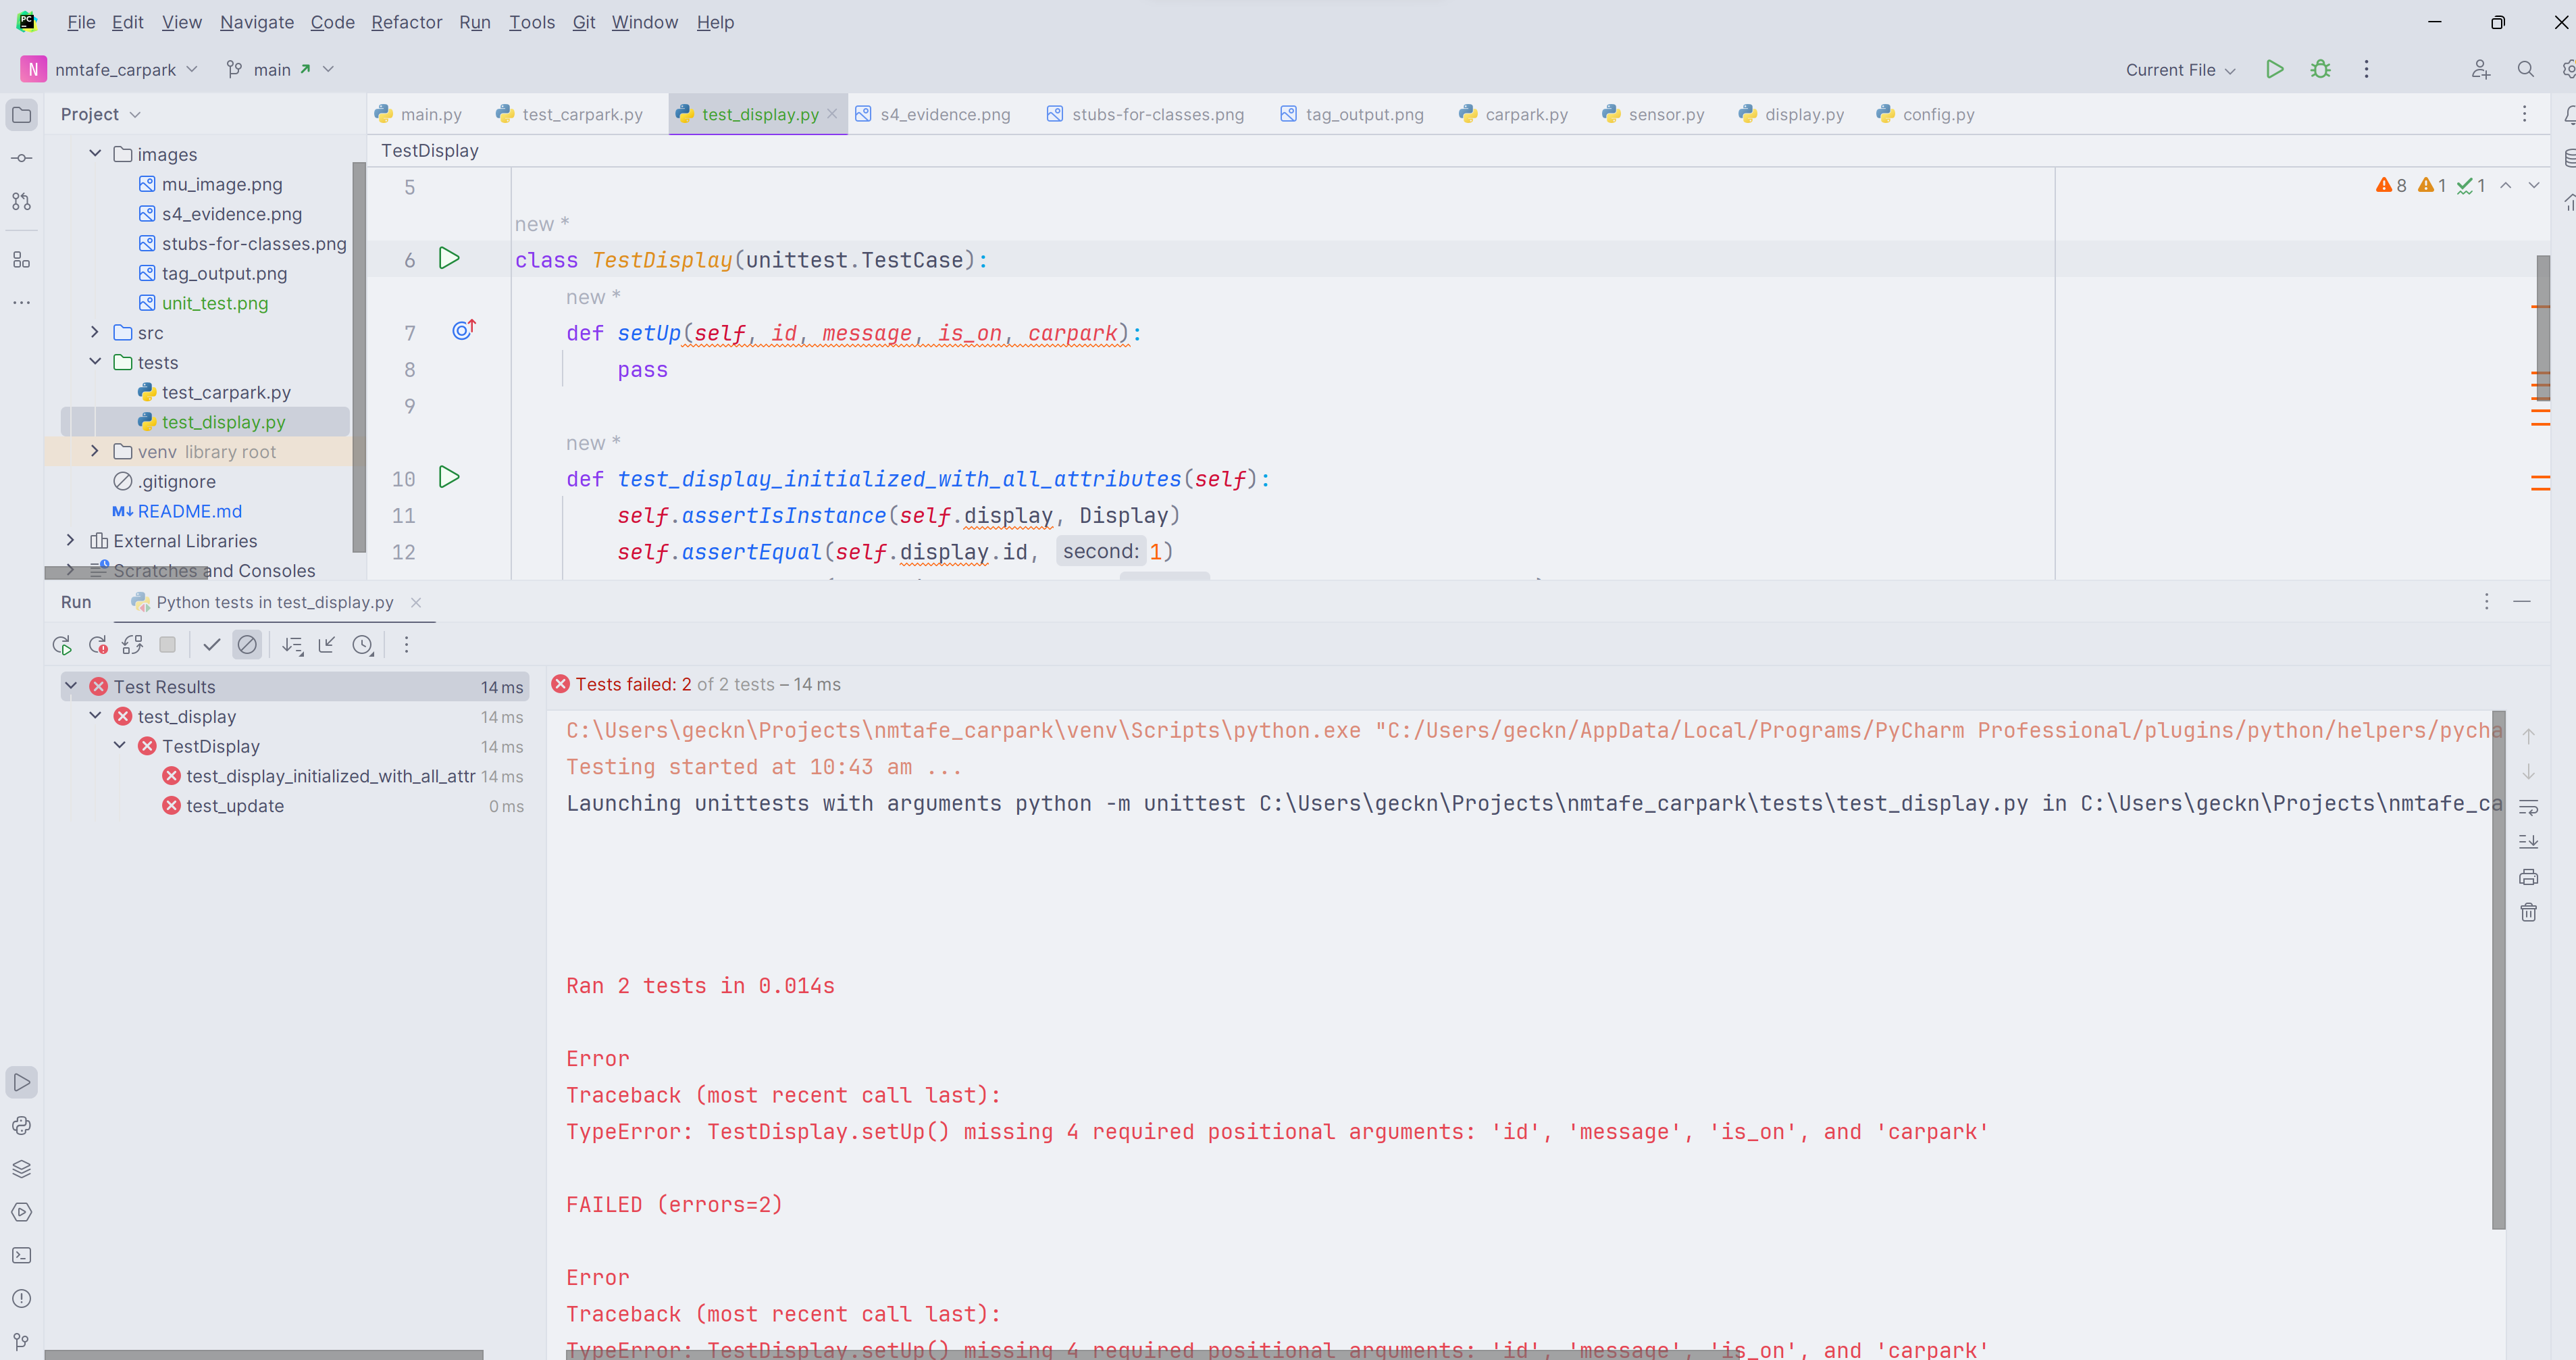 PC File Edit View Navigate Code Refactor Run Tools Git Window Help
N nmtafe_carpark main Current File
Project
main.py test_carpark.py test_display.py s4_evidence.png stubs-for-classes.png tag_output.png carpark.py sensor.py display.py config.py
TestDisplay
images
mu_image.png
s4_evidence.png
stubs-for-classes.png
tag_output.png
unit_test.png
src
tests
test_carpark.py
test_display.py
venv library root
.gitignore
M↓ README.md
External Libraries
Scratches and Consoles
8 1 1
5
new *
6 class TestDisplay(unittest.TestCase):
new *
7 def setUp(self, id, message, is_on, carpark):
8 pass
9
new *
10 def test_display_initialized_with_all_attributes(self):
11 self.assertIsInstance(self.display, Display)
12 self.assertEqual(self.display.id, second: 1)
Run Python tests in test_display.py
Test Results 14 ms
test_display 14 ms
TestDisplay 14 ms
test_display_initialized_with_all_attr 14 ms
test_update 0 ms
Tests failed: 2 of 2 tests – 14 ms
C:\Users\geckn\Projects\nmtafe_carpark\venv\Scripts\python.exe "C:/Users/geckn/AppData/Local/Programs/PyCharm Professional/plugins/python/helpers/pycha
Testing started at 10:43 am ...
Launching unittests with arguments python -m unittest C:\Users\geckn\Projects\nmtafe_carpark\tests\test_display.py in C:\Users\geckn\Projects\nmtafe_ca
Ran 2 tests in 0.014s
Error
Traceback (most recent call last):
TypeError: TestDisplay.setUp() missing 4 required positional arguments: 'id', 'message', 'is_on', and 'carpark'
FAILED (errors=2)
Error
Traceback (most recent call last):
TypeError: TestDisplay.setUp() missing 4 required positional arguments: 'id', 'message', 'is_on', and 'carpark'